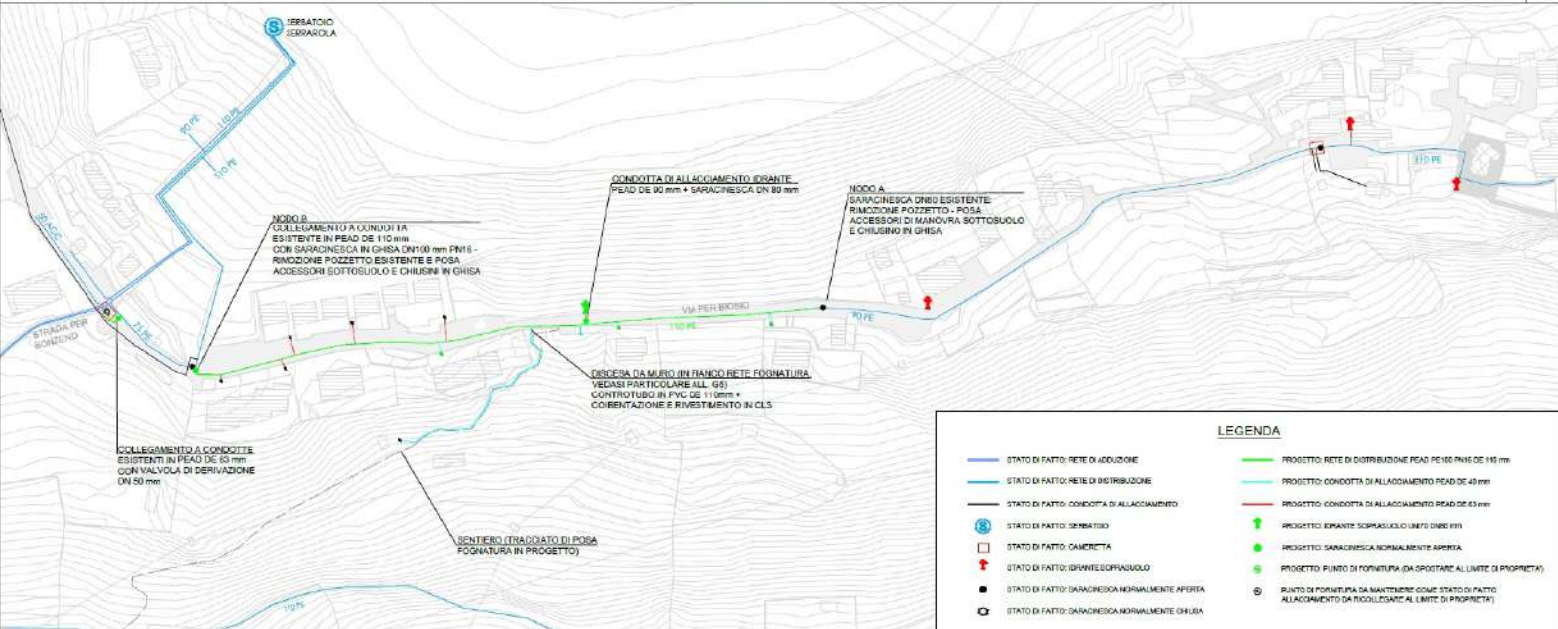 SERBATOIO
SERRAROLA
90 PE
110 PE
110 PE
80 ACC
STRADA PER
BONZENO
75 PE
NODO B
COLLEGAMENTO A CONDOTTA
ESISTENTE IN PEAD DE 110 mm
CON SARACINESCA IN GHISA DN100 mm PN16 -
RIMOZIONE POZZETTO ESISTENTE E POSA
ACCESSORI SOTTOSUOLO E CHIUSINI IN GHISA
CONDOTTA DI ALLACCIAMENTO IDRANTE
PEAD DE 90 mm + SARACINESCA DN 80 mm
NODO A
SARACINESCA DN80 ESISTENTE:
RIMOZIONE POZZETTO - POSA
ACCESSORI DI MANOVRA SOTTOSUOLO
E CHIUSINO IN GHISA
VIA PER BIOSIO
110 PE
90 PE
110 PE
DISCESA DA MURO (IN FIANCO RETE FOGNATURA
VEDASI PARTICOLARE ALL. G5)
CONTROTUBO IN PVC DE 110mm +
COIBENTAZIONE E RIVESTIMENTO IN CLS
COLLEGAMENTO A CONDOTTE
ESISTENTI IN PEAD DE 63 mm
CON VALVOLA DI DERIVAZIONE
DN 50 mm
SENTIERO (TRACCIATO DI POSA
FOGNATURA IN PROGETTO)
110 PE
LEGENDA
STATO DI FATTO: RETE DI ADDUZIONE
STATO DI FATTO: RETE DI DISTRIBUZIONE
STATO DI FATTO: CONDOTTA DI ALLACCIAMENTO
S STATO DI FATTO: SERBATOIO
STATO DI FATTO: CAMERETTA
STATO DI FATTO: IDRANTE SOPRASUOLO
STATO DI FATTO: SARACINESCA NORMALMENTE APERTA
STATO DI FATTO: SARACINESCA NORMALMENTE CHIUSA
PROGETTO: RETE DI DISTRIBUZIONE PEAD PE100 PN16 DE 110 mm
PROGETTO: CONDOTTA DI ALLACCIAMENTO PEAD DE 40 mm
PROGETTO: CONDOTTA DI ALLACCIAMENTO PEAD DE 63 mm
PROGETTO: IDRANTE SOPRASUOLO UNI70 DN80 mm
PROGETTO: SARACINESCA NORMALMENTE APERTA
PROGETTO: PUNTO DI FORNITURA (DA SPOSTARE AL LIMITE DI PROPRIETA')
PUNTO DI FORNITURA DA MANTENERE COME STATO DI FATTO
ALLACCIAMENTO DA RICOLLEGARE AL LIMITE DI PROPRIETA')